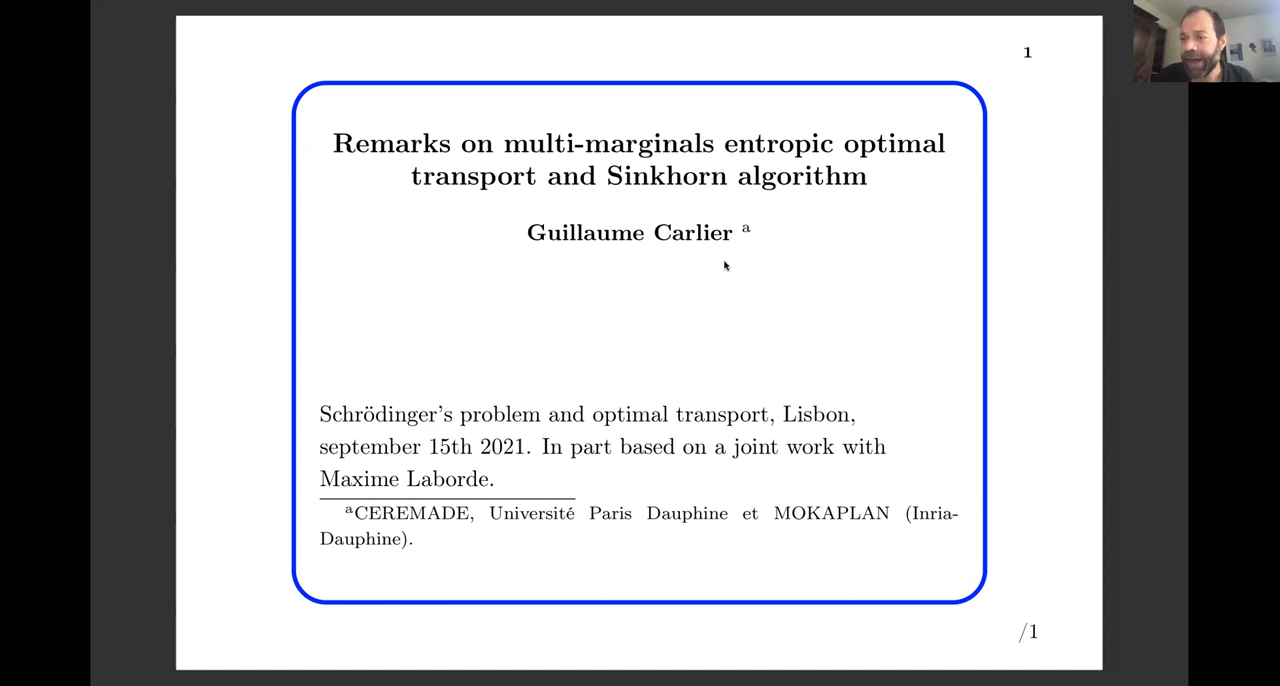 1
Remarks on multi-marginals entropic optimal
transport and Sinkhorn algorithm
Guillaume Carlier a
Schrödinger's problem and optimal transport, Lisbon,
september 15th 2021. In part based on a joint work with
Maxime Laborde.
aCEREMADE, Université Paris Dauphine et MOKAPLAN (Inria-
Dauphine).
/1